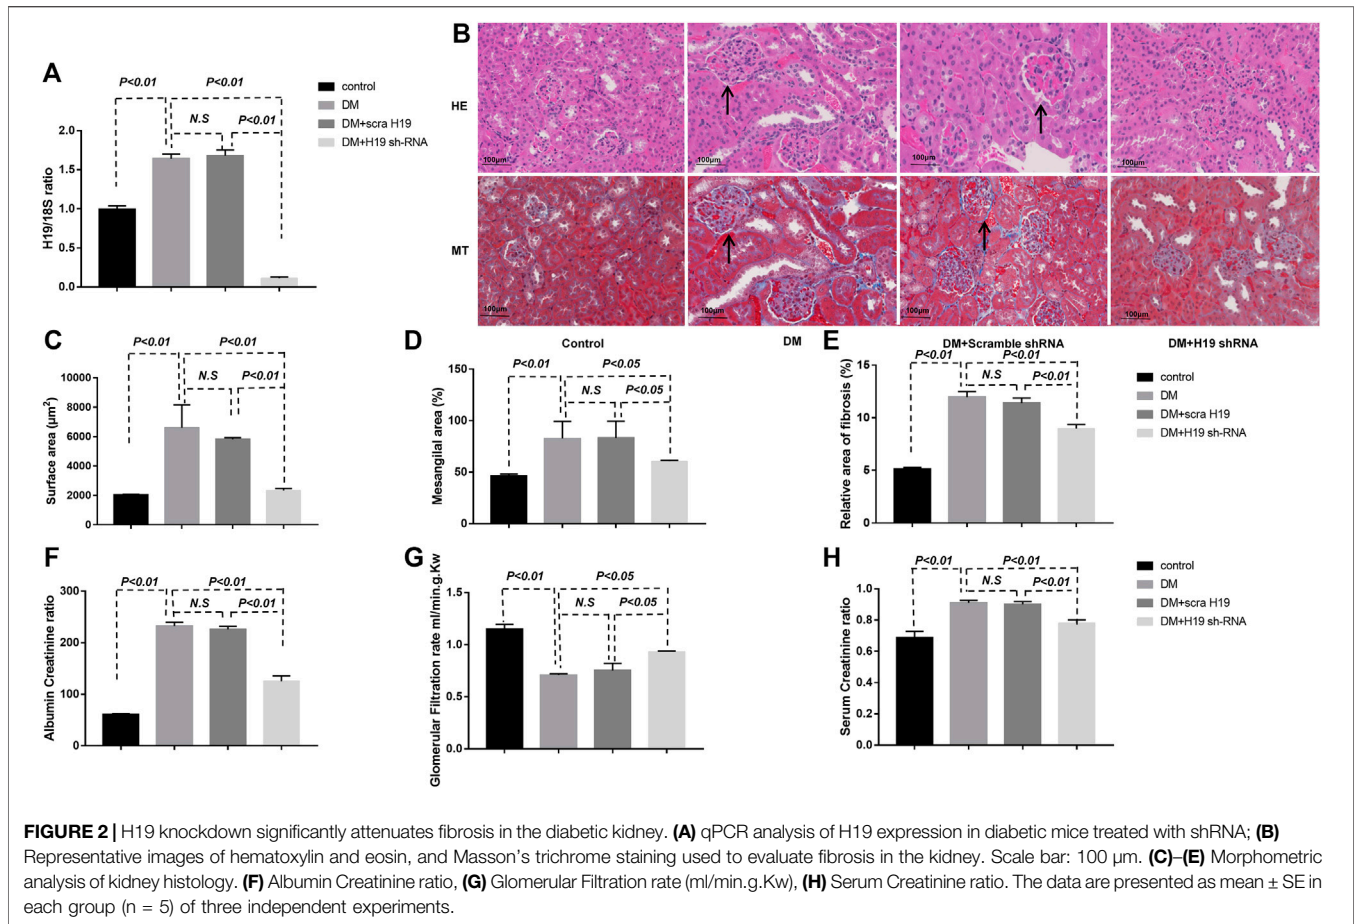 A
P<0.01
P<0.01
N.S
P<0.01
control
DM
DM+scra H19
DM+H19 sh-RNA
H19/18S ratio
2.0
1.5
1.0
0.5
0.0
B
HE
100μm
100μm
100μm
100μm
MT
100μm
100μm
100μm
100μm
Control
DM
DM+Scramble shRNA
DM+H19 shRNA
C
P<0.01
P<0.01
N.S
P<0.01
Surface area (μm²)
10000
8000
6000
4000
2000
0
D
P<0.01
P<0.05
N.S
P<0.05
Mesangilal area (%)
150
100
50
0
E
P<0.01
P<0.01
N.S
P<0.01
Relative area of fibrosis (%)
15
10
5
0
control
DM
DM+scra H19
DM+H19 sh-RNA
F
P<0.01
P<0.01
N.S
P<0.01
Albumin Creatinine ratio
300
200
100
0
G
P<0.01
P<0.05
N.S
P<0.05
Glomerular Filtration rate ml/min.g.Kw
1.5
1.0
0.5
0.0
H
P<0.01
P<0.01
N.S
P<0.01
Serum Creatinine ratio
1.0
0.8
0.6
0.4
0.2
0.0
control
DM
DM+scra H19
DM+H19 sh-RNA
FIGURE 2 | H19 knockdown significantly attenuates fibrosis in the diabetic kidney. (A) qPCR analysis of H19 expression in diabetic mice treated with shRNA; (B)
Representative images of hematoxylin and eosin, and Masson's trichrome staining used to evaluate fibrosis in the kidney. Scale bar: 100 μm. (C)–(E) Morphometric
analysis of kidney histology. (F) Albumin Creatinine ratio, (G) Glomerular Filtration rate (ml/min.g.Kw), (H) Serum Creatinine ratio. The data are presented as mean ± SE in
each group (n = 5) of three independent experiments.